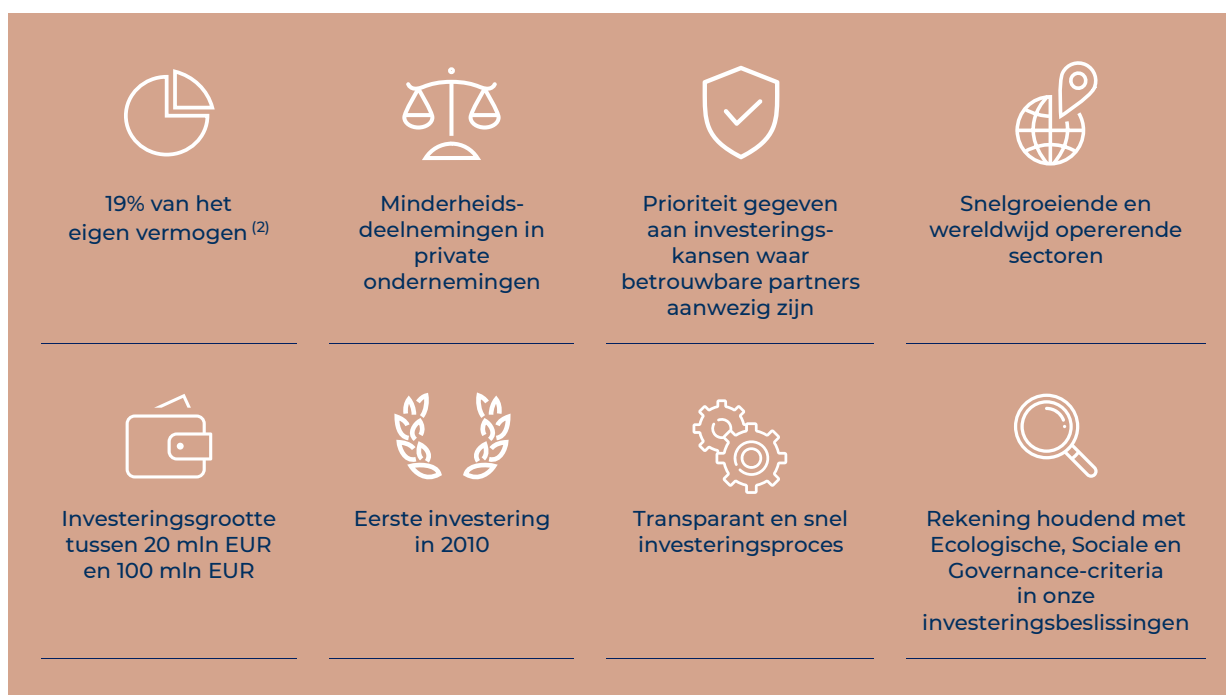 19% van het
eigen vermogen (2)
Minderheids-
deelnemingen in
private
ondernemingen
Prioriteit gegeven
aan investerings-
kansen waar
betrouwbare partners
aanwezig zijn
Snelgroeiende en
wereldwijd opererende
sectoren
Investeringsgrootte
tussen 20 mln EUR
en 100 mln EUR
Eerste investering
in 2010
Transparant en snel
investeringsproces
Rekening houdend met
Ecologische, Sociale en
Governance-criteria
in onze
investeringsbeslissingen